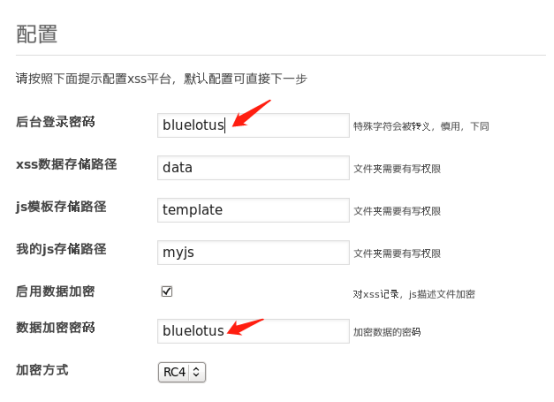 配置
请按照下面提示配置xss平台，默认配置可直接下一步
后台登录密码 bluelotus 特殊字符会被转义，慎用，下同
xss数据存储路径 data 文件夹需要有写权限
js模板存储路径 template 文件夹需要有写权限
我的js存储路径 myjs 文件夹需要有写权限
启用数据加密 对xss记录，js描述文件加密
数据加密密码 bluelotus 加密数据的密码
加密方式 RC4